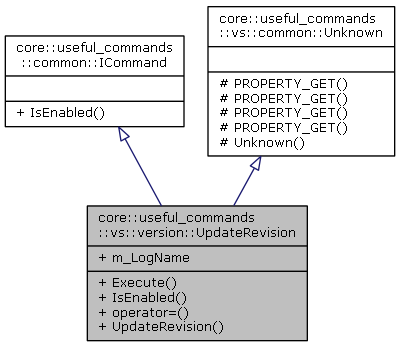 core::useful_commands
::common::ICommand
+ IsEnabled()
core::useful_commands
::vs::common::Unknown
# PROPERTY_GET()
# PROPERTY_GET()
# PROPERTY_GET()
# PROPERTY_GET()
# Unknown()
core::useful_commands
::vs::version::UpdateRevision
+ m_LogName
+ Execute()
+ IsEnabled()
+ operator=()
+ UpdateRevision()